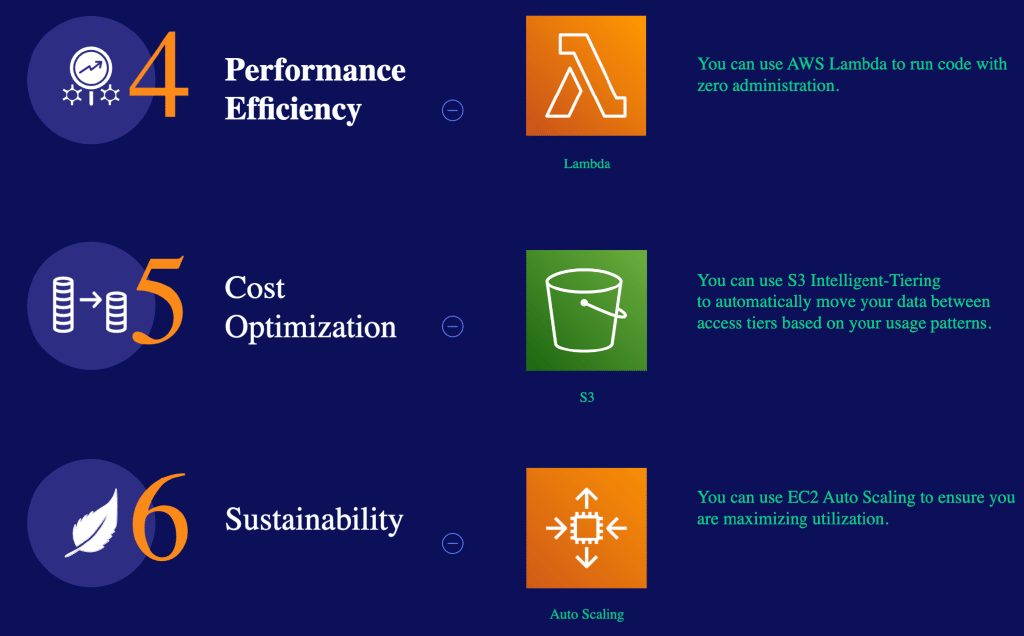 4
Performance
Efficiency
Lambda
You can use AWS Lambda to run code with
zero administration.
5
Cost
Optimization
S3
You can use S3 Intelligent-Tiering
to automatically move your data between
access tiers based on your usage patterns.
6
Sustainability
Auto Scaling
You can use EC2 Auto Scaling to ensure you
are maximizing utilization.